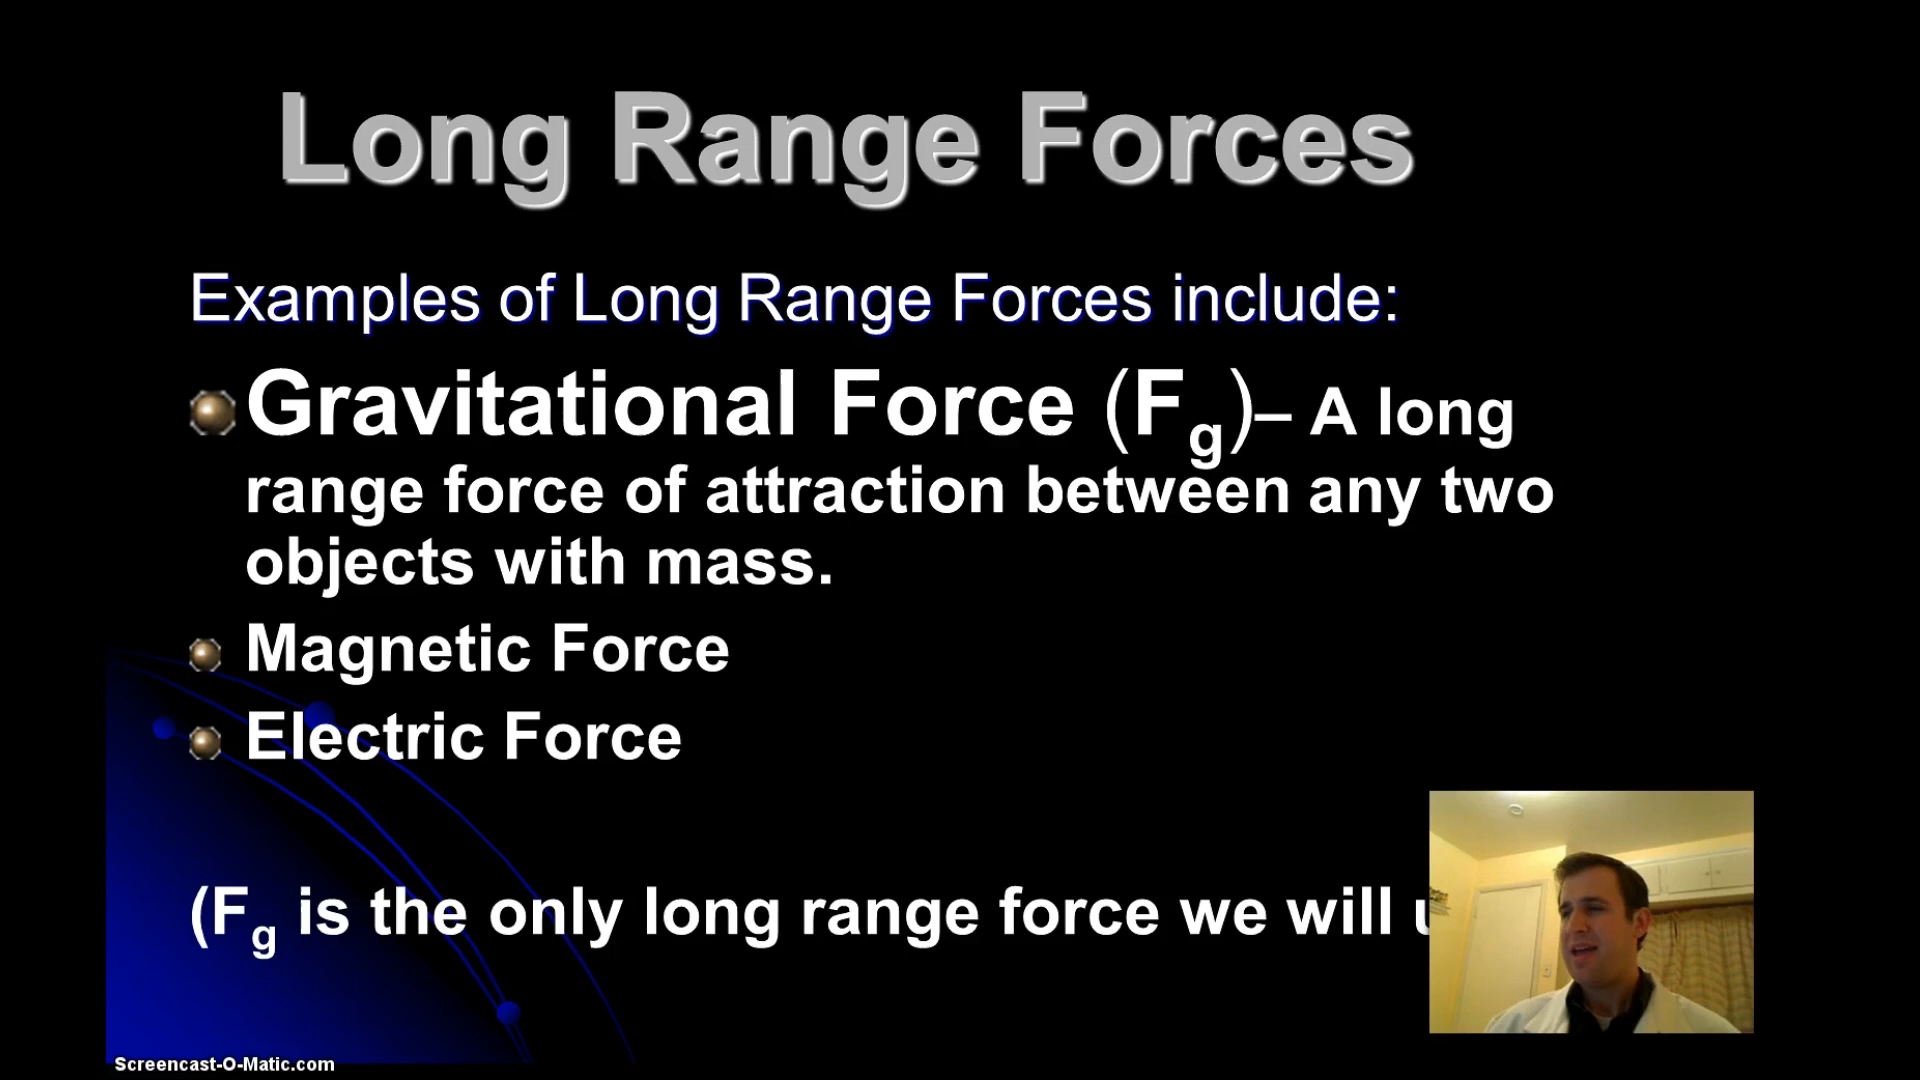 Long Range Forces
Examples of Long Range Forces include:
Gravitational Force (Fg)– A long
range force of attraction between any two
objects with mass.
Magnetic Force
Electric Force
(Fg is the only long range force we will
Screencast-O-Matic.com